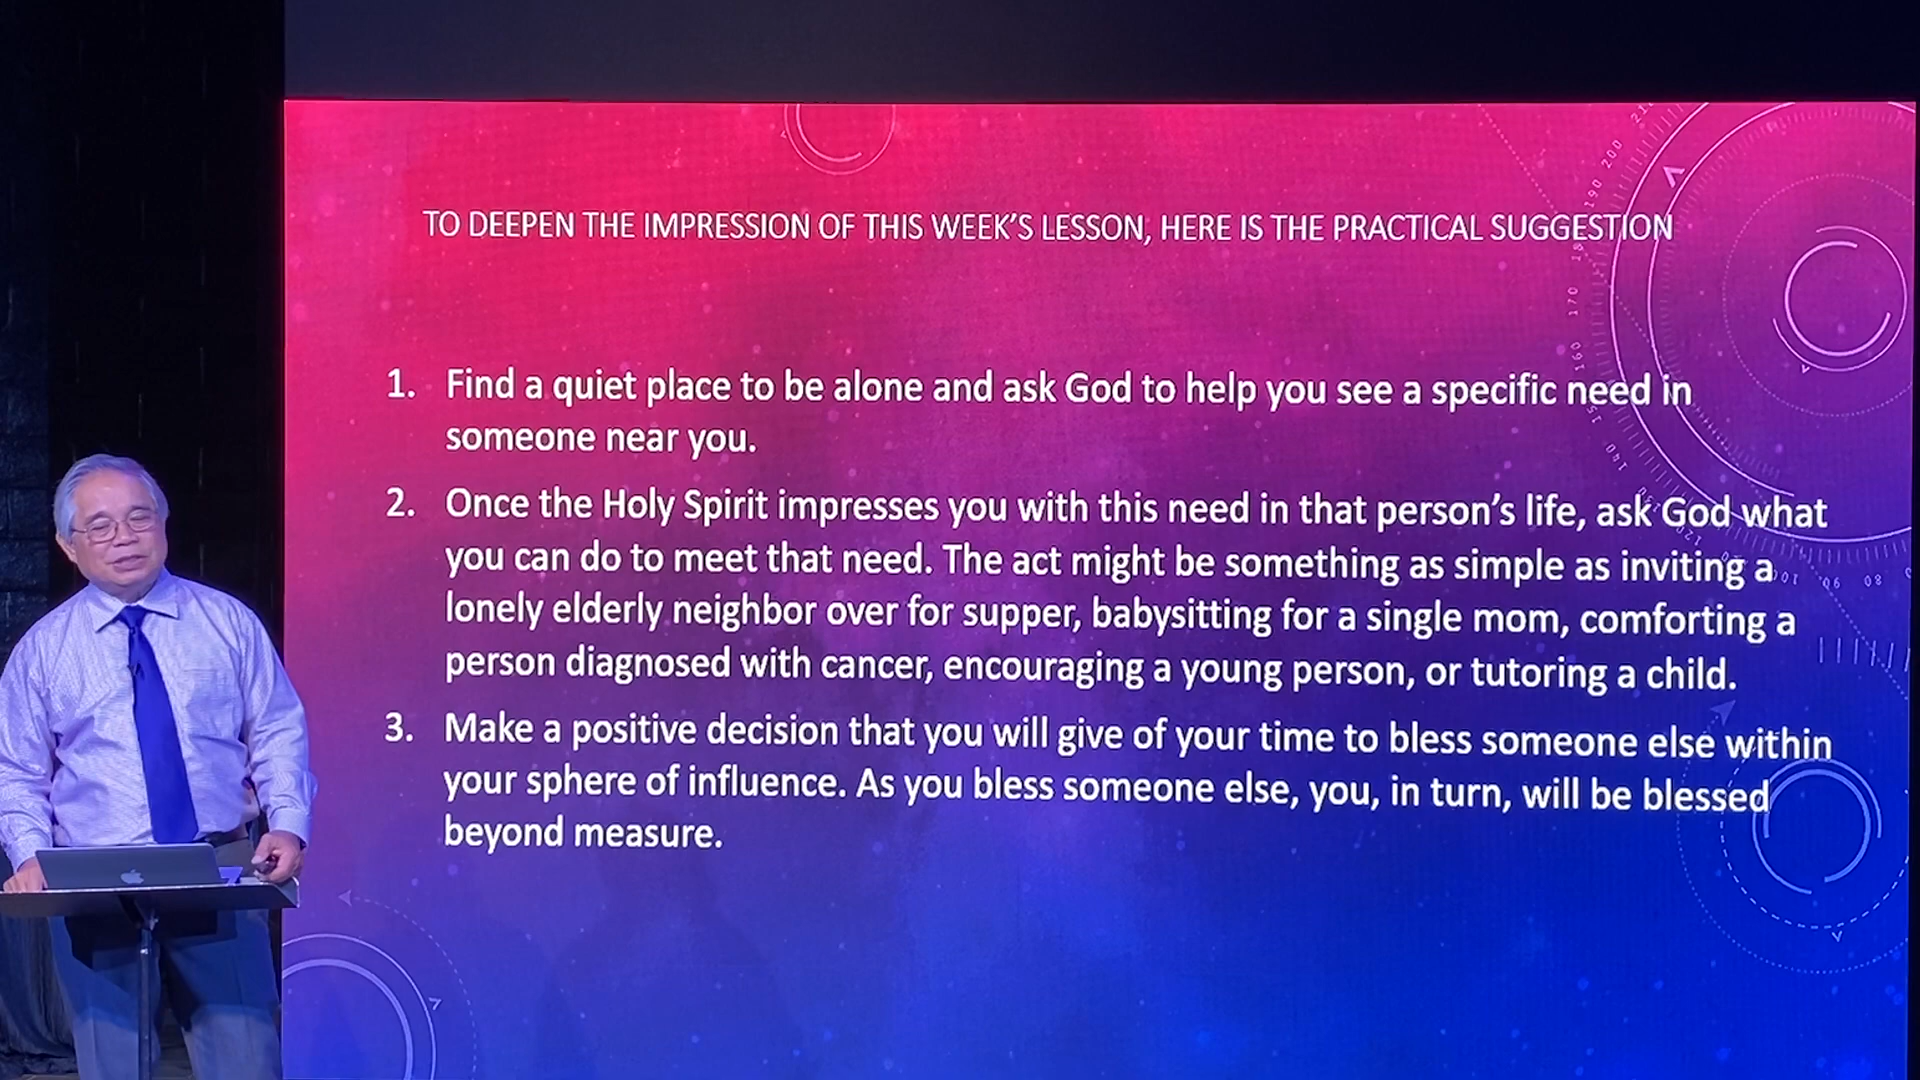 TO DEEPEN THE IMPRESSION OF THIS WEEK'S LESSON, HERE IS THE PRACTICAL SUGGESTION
1. Find a quiet place to be alone and ask God to help you see a specific need in
someone near you.
2. Once the Holy Spirit impresses you with this need in that person's life, ask God what
you can do to meet that need. The act might be something as simple as inviting a
lonely elderly neighbor over for supper, babysitting for a single mom, comforting a
person diagnosed with cancer, encouraging a young person, or tutoring a child.
3. Make a positive decision that you will give of your time to bless someone else within
your sphere of influence. As you bless someone else, you, in turn, will be blessed
beyond measure.
200
190
170
160
140